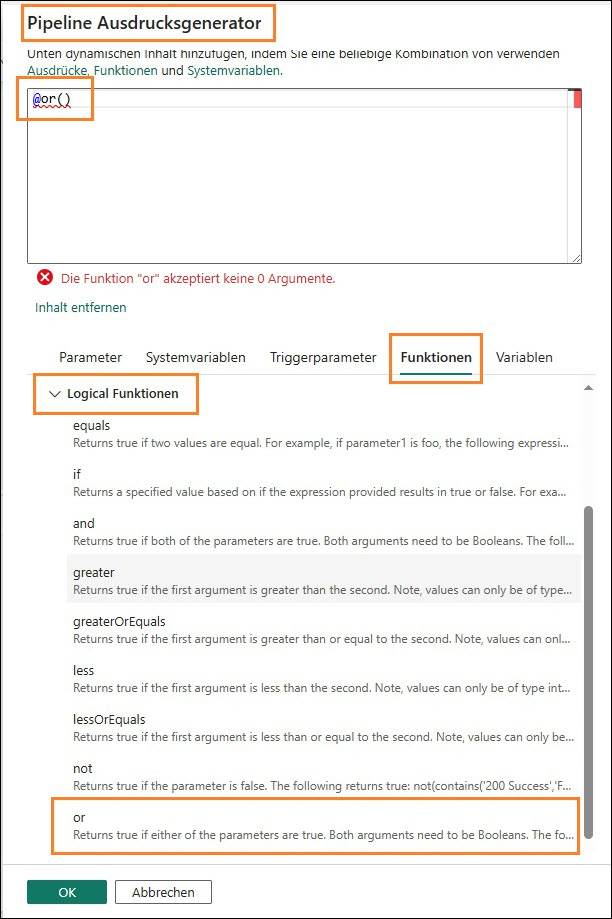 Pipeline Ausdrucksgenerator
Unten dynamischen Inhalt hinzufügen, indem Sie eine beliebige Kombination von verwenden
Ausdrücke, Funktionen und Systemvariablen.
@or()
Die Funktion "or" akzeptiert keine 0 Argumente.
Inhalt entfernen
Parameter Systemvariablen Triggerparameter Funktionen Variablen
Logical Funktionen
equals
Returns true if two values are equal. For example, if parameter1 is foo, the following expressi...
if
Returns a specified value based on if the expression provided results in true or false. For exa...
and
Returns true if both of the parameters are true. Both arguments need to be Booleans. The foll...
greater
Returns true if the first argument is greater than the second. Note, values can only be of type...
greaterOrEquals
Returns true if the first argument is greater than or equal to the second. Note, values can onl...
less
Returns true if the first argument is less than the second. Note, values can only be of type int...
lessOrEquals
Returns true if the first argument is less than or equal to the second. Note, values can only be...
not
Returns true if the parameter is false. The following returns true: not(contains('200 Success','F...
or
Returns true if either of the parameters are true. Both arguments need to be Booleans. The fo...
OK Abbrechen